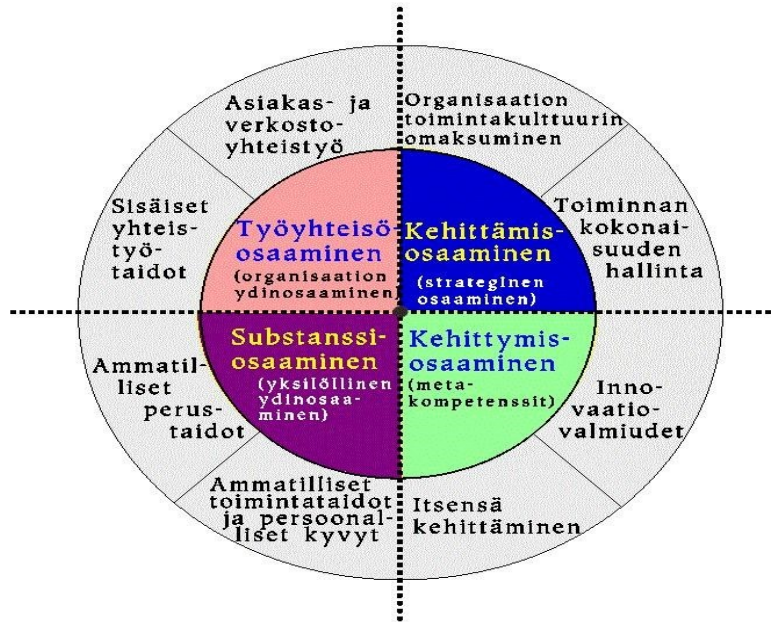 Asiakas- ja
verkosto-
yhteistyö
Organisaation
toimintakulttuurin
omaksuminen
Sisäiset
yhteis-
työ-
taidot
Toiminnan
kokonai-
suuden
hallinta
Työyhteisö-
osaaminen
(organisaation
ydinosaaminen)
Kehittämis-
osaaminen
(strateginen
osaaminen)
Substanssi-
osaaminen
(yksilöllinen
ydinosaa-
minen)
Kehittymis-
osaaminen
(meta-
kompetenssit)
Ammatil-
liset
perus-
taidot
Inno-
vaatio-
valmiudet
Ammatilliset
toimintataidot
ja persoonal-
liset kyvyt
Itsensä
kehittäminen